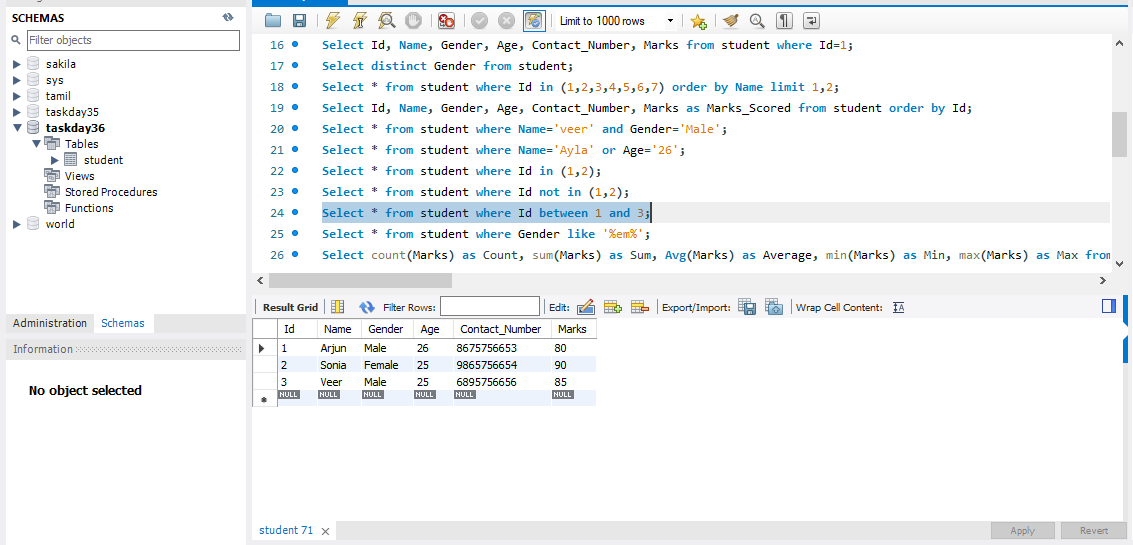 SCHEMAS
Filter objects
sakila
sys
tamil
taskday35
taskday36
Tables
student
Views
Stored Procedures
Functions
world
Administration Schemas
Information
No object selected
Limit to 1000 rows
16 Select Id, Name, Gender, Age, Contact_Number, Marks from student where Id=1;
17 Select distinct Gender from student;
18 Select * from student where Id in (1,2,3,4,5,6,7) order by Name limit 1,2;
19 Select Id, Name, Gender, Age, Contact_Number, Marks as Marks_Scored from student order by Id;
20 Select * from student where Name='veer' and Gender='Male';
21 Select * from student where Name='Ayla' or Age='26';
22 Select * from student where Id in (1,2);
23 Select * from student where Id not in (1,2);
24 Select * from student where Id between 1 and 3;
25 Select * from student where Gender like '%em%';
26 Select count(Marks) as Count, sum(Marks) as Sum, Avg(Marks) as Average, min(Marks) as Min, max(Marks) as Max from
Result Grid Filter Rows: Edit: Export/Import: Wrap Cell Content: IA
Id Name Gender Age Contact_Number Marks
1 Arjun Male 26 8675756653 80
2 Sonia Female 25 9865756654 90
3 Veer Male 25 6895756656 85
NULL NULL NULL NULL NULL NULL
student 71
Apply Revert